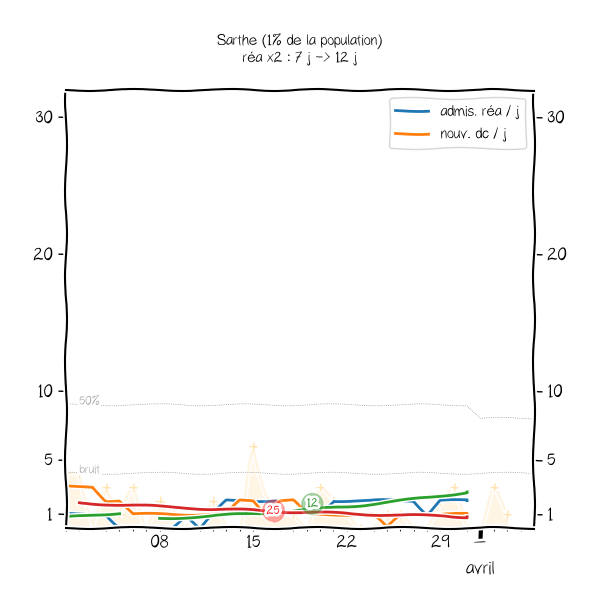 Sarthe (1% de la population)
réa x2 : 7 j -> 12 j
admis. réa / j
nouv. dc / j
30 30
20 20
10 10
50%
5 5
bruit
12
25
1 1
08 15 22 29 1
avril